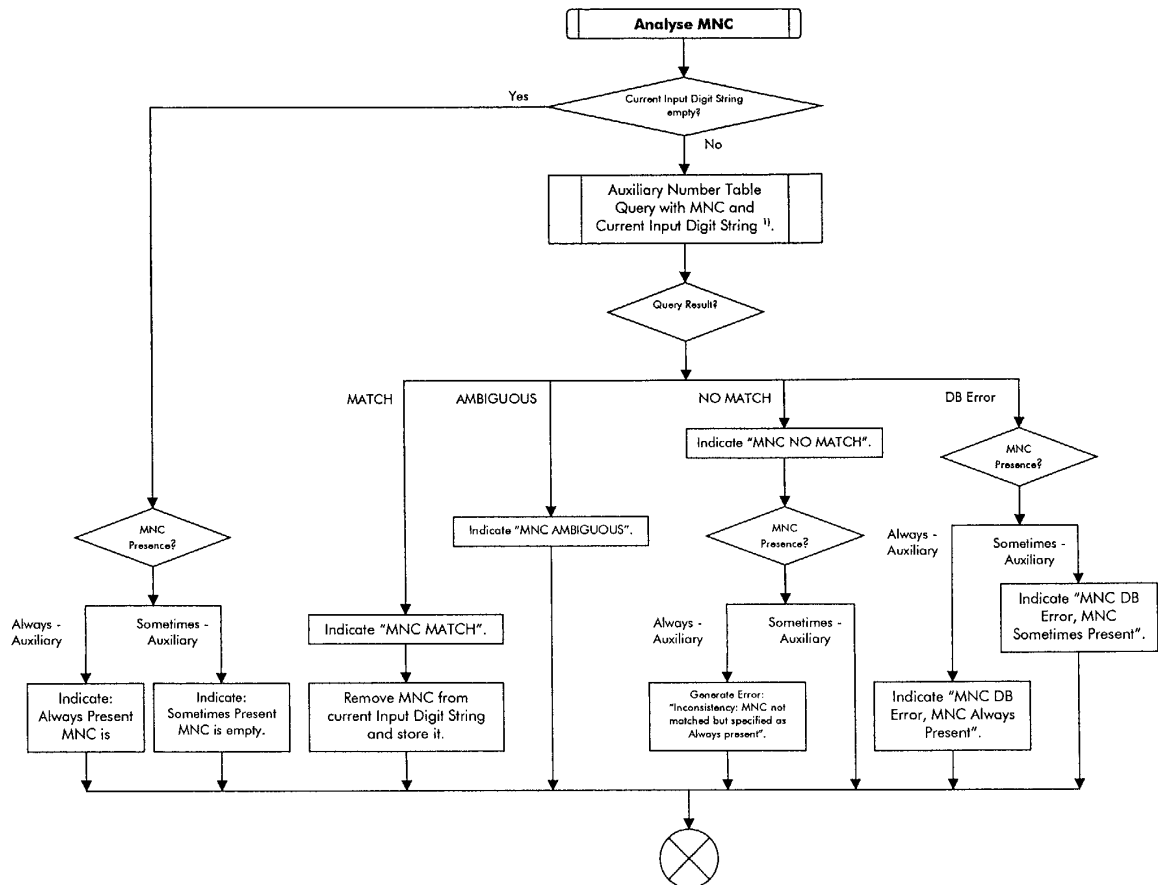 Analyse MNC
Current Input Digit String
empty?
Yes
No
Auxiliary Number Table
Query with MNC and
Current Input Digit String 1).
Query Result?
MATCH
AMBIGUOUS
NO MATCH
DB Error
Indicate "MNC NO MATCH".
MNC
Presence?
MNC
Presence?
Indicate "MNC AMBIGUOUS".
MNC
Presence?
Always -
Auxiliary
Sometimes -
Auxiliary
Indicate "MNC DB
Error, MNC
Sometimes Present".
Always -
Auxiliary
Sometimes -
Auxiliary
Indicate "MNC MATCH".
Always -
Auxiliary
Sometimes -
Auxiliary
Indicate:
Always Present
MNC is
Indicate:
Sometimes Present
MNC is empty.
Remove MNC from
current Input Digit String
and store it.
Generate Error:
"Inconsistency: MNC not
matched but specified as
Always present".
Indicate "MNC DB
Error, MNC Always
Present".